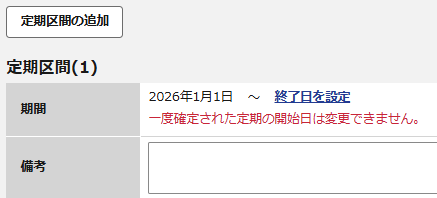 定期区間の追加
定期区間(1)
期間
2026年1月1日 ～ 終了日を設定
一度確定された定期の開始日は変更できません。
備考